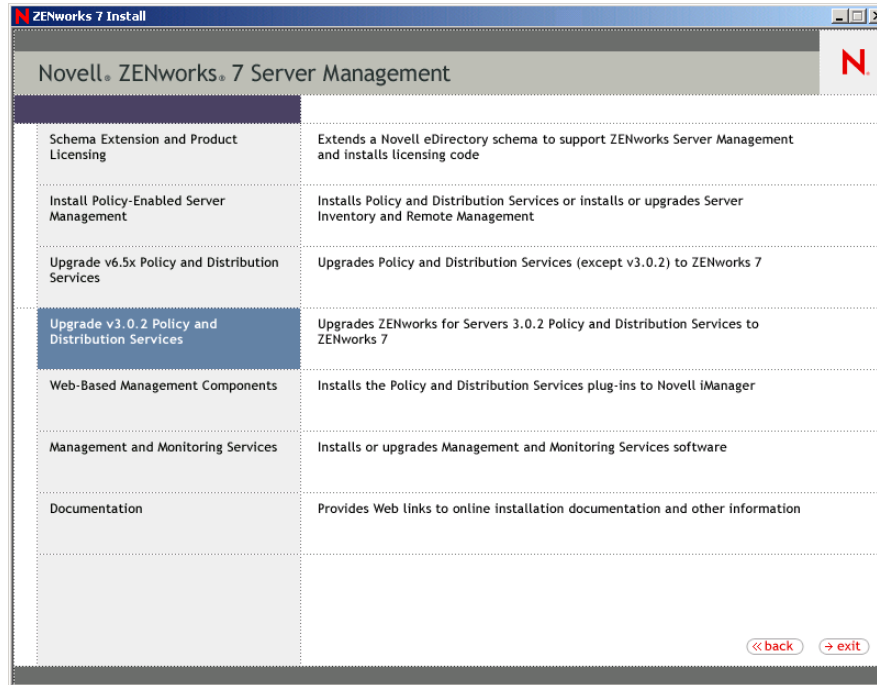 ZENworks 7 Install
Novell® ZENworks® 7 Server Management
N
Schema Extension and Product
Licensing
Extends a Novell eDirectory schema to support ZENworks Server Management
and installs licensing code
Install Policy-Enabled Server
Management
Installs Policy and Distribution Services or installs or upgrades Server
Inventory and Remote Management
Upgrade v6.5x Policy and Distribution
Services
Upgrades Policy and Distribution Services (except v3.0.2) to ZENworks 7
Upgrade v3.0.2 Policy and
Distribution Services
Upgrades ZENworks for Servers 3.0.2 Policy and Distribution Services to
ZENworks 7
Web-Based Management Components
Installs the Policy and Distribution Services plug-ins to Novell iManager
Management and Monitoring Services
Installs or upgrades Management and Monitoring Services software
Documentation
Provides Web links to online installation documentation and other information
back
exit